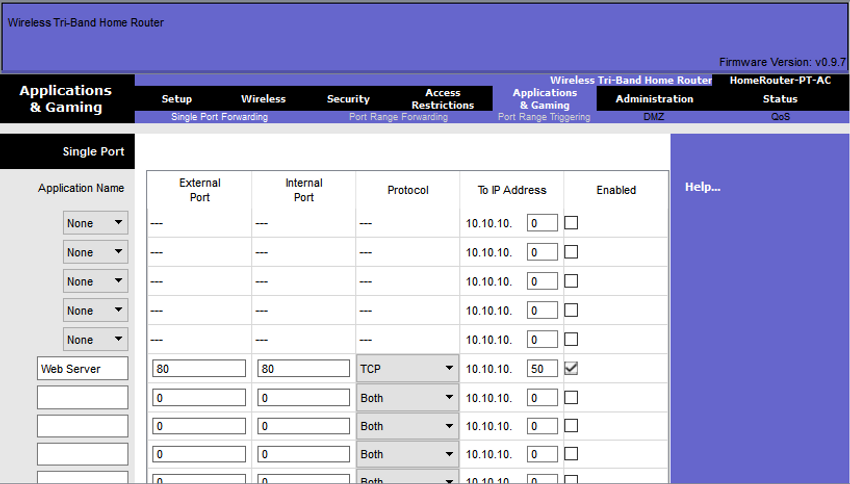 Wireless Tri-Band Home Router
Firmware Version: v0.9.7
Wireless Tri-Band Home Router HomeRouter-PT-AC
Applications & Gaming
Setup Wireless Security Access Restrictions Applications & Gaming Administration Status
Single Port Forwarding Port Range Forwarding Port Range Triggering DMZ QoS
Single Port
Help...
Application Name External Port Internal Port Protocol To IP Address Enabled
None --- --- --- 10.10.10. 0
None --- --- --- 10.10.10. 0
None --- --- --- 10.10.10. 0
None --- --- --- 10.10.10. 0
None --- --- --- 10.10.10. 0
Web Server 80 80 TCP 10.10.10. 50
0 0 Both 10.10.10. 0
0 0 Both 10.10.10. 0
0 0 Both 10.10.10. 0
0 0 Both 10.10.10. 0